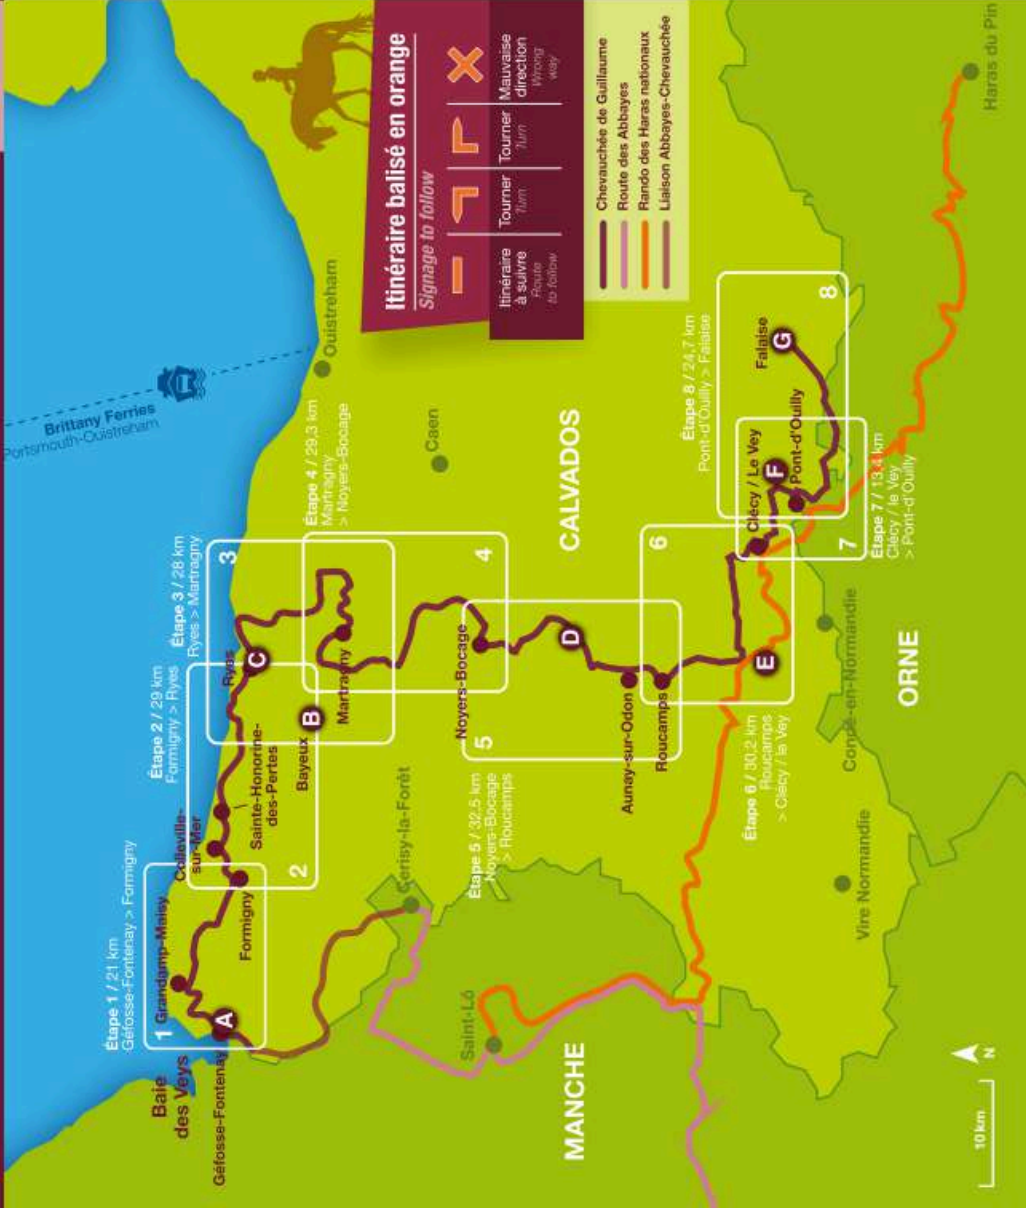 Étape 1 / 21 km
Géfosse-Fontenay > Formigny
1
Grandamp-Maisy
Baie
des Veys
Géfosse-Fontenay
A
Formigny
Étape 2 / 29 km
Formigny > Ryes
Colleville-
sur-Mer
Sainte-Honorine-
des-Pertes
2
Bayeux
B
Étape 3 / 28 km
Ryes > Martragny
Ryes
C
3
Martragny
Étape 4 / 29,3 km
Martragny
> Noyers-Bocage
4
Brittany Ferries
Portsmouth-Ouistreham
Ouistreham
Caen
Itinéraire balisé en orange
Signage to follow
Itinéraire
à suivre
Route
to follow
Tourner
Turn
Tourner
Turn
Mauvaise
direction
Wrong
way
Chevauchée de Guillaume
Route des Abbayes
Rando des Haras nationaux
Liaison Abbayes-Chevauchée
Cerisy-la-Forêt
Saint-Lô
MANCHE
Étape 5 / 32,5 km
Noyers-Bocage
> Roucamps
5
Noyers-Bocage
D
Aunay-sur-Odon
Roucamps
CALVADOS
6
Étape 6 / 30,2 km
Roucamps
> Clécy / le Vey
E
Clécy / Le Vey
F
Pont-d'Ouilly
7
Étape 7 / 13,4 km
Clécy / le Vey
> Pont-d'Ouilly
Étape 8 / 24,7 km
Pont-d'Ouilly > Falaise
Falaise
G
8
Haras du Pin
Vire Normandie
Condé-en-Normandie
ORNE
10 km
N